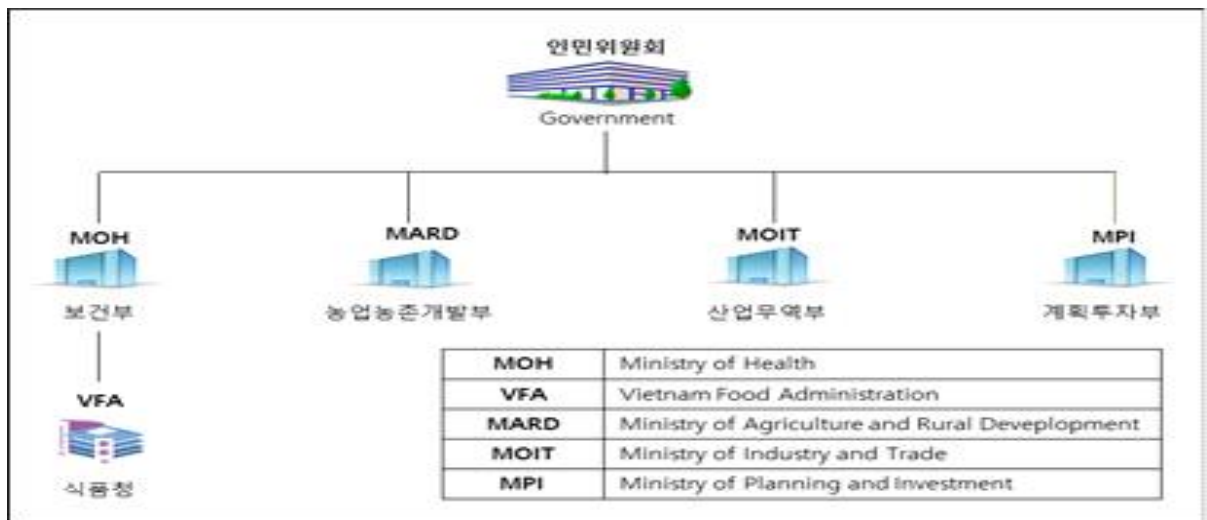 인민위원회
Government
MOH
MARD
MOIT
MPI
보건부
농업농촌개발부
산업무역부
계획투자부
VFA
식품청
MOH Ministry of Health
VFA Vietnam Food Administration
MARD Ministry of Agriculture and Rural Deveplopment
MOIT Ministry of Industry and Trade
MPI Ministry of Planning and Investment